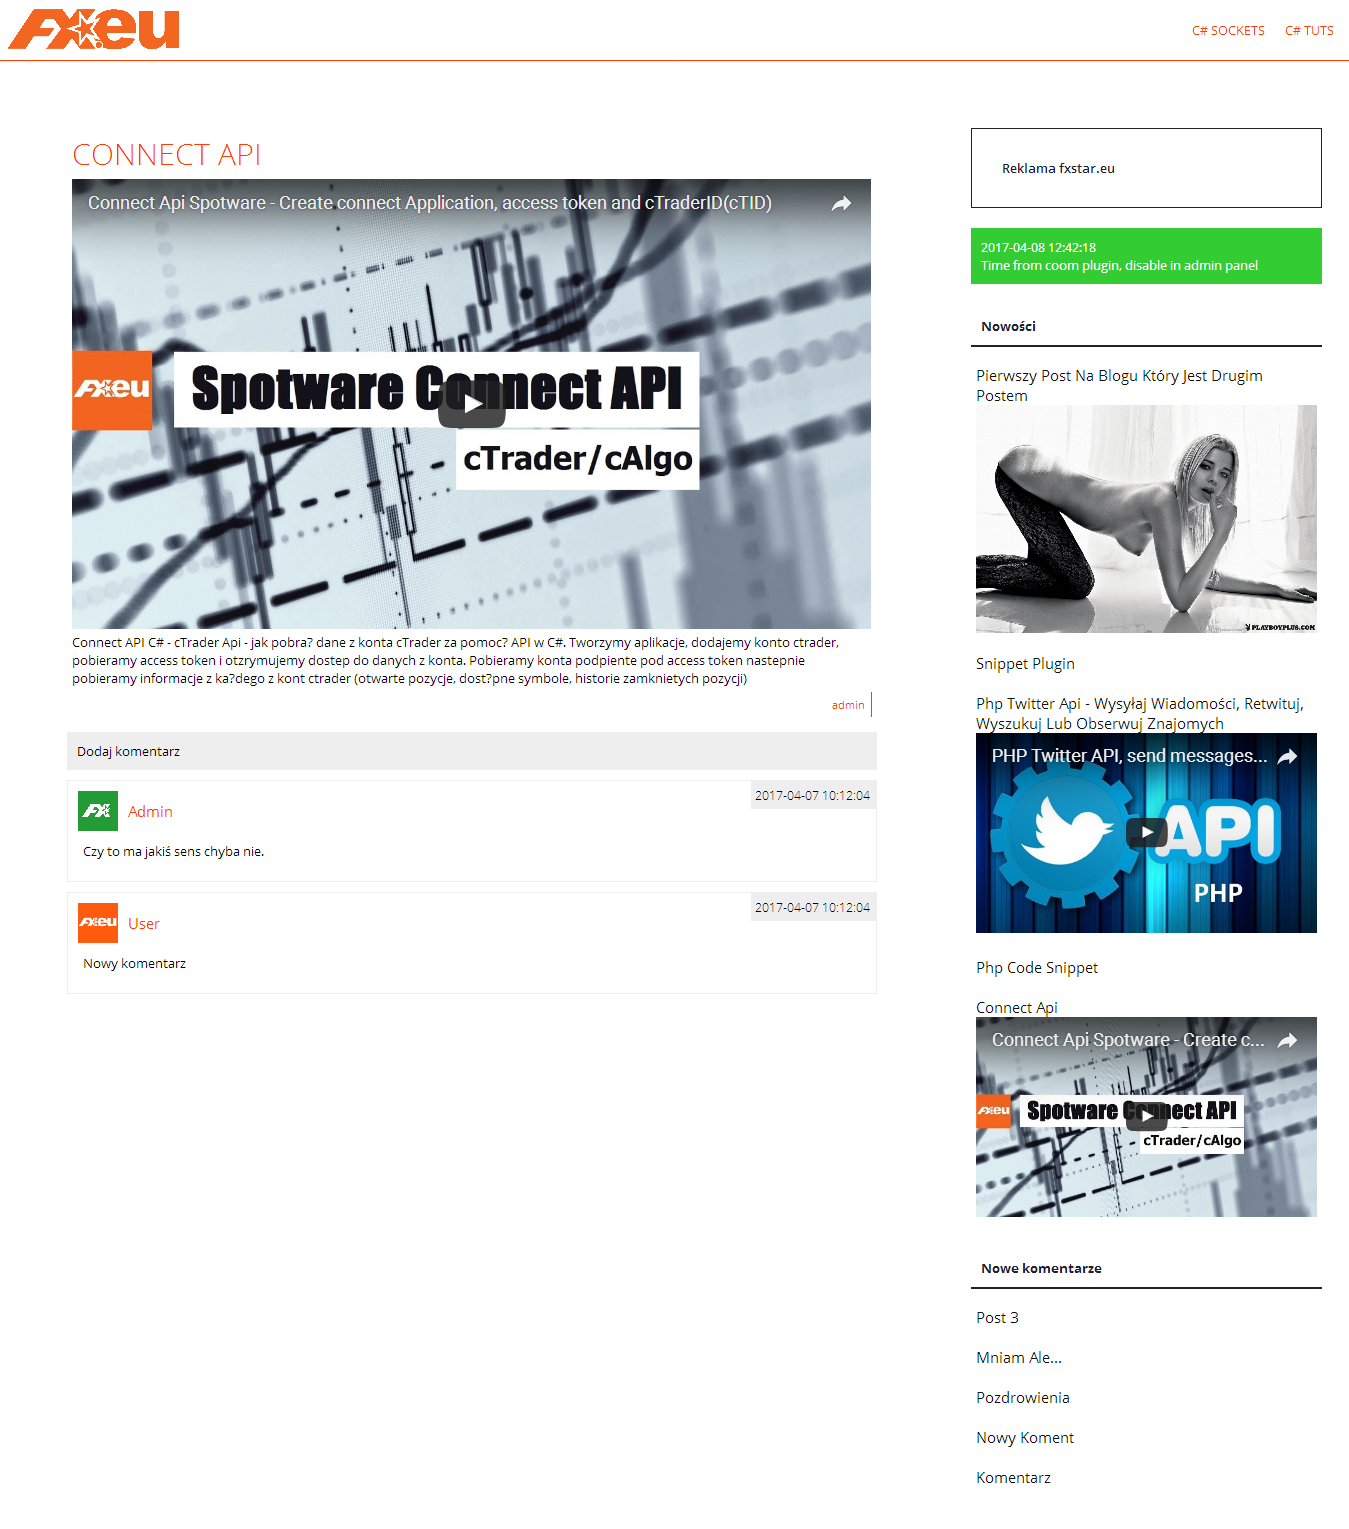 FXeu
C# SOCKETS
C# TUTS
CONNECT API
Connect Api Spotware - Create connect Application, access token and cTraderID(cTID)
FXeu
Spotware Connect API
cTrader/cAlgo
Connect API C# - cTrader Api - jak pobra? dane z konta cTrader za pomoc? API w C#. Tworzymy aplikacje, dodajemy konto ctrader,
pobieramy access token i otzrymujemy dostep do danych z konta. Pobieramy konta podpiente pod access token nastepnie
pobieramy informacje z ka?dego z kont ctrader (otwarte pozycje, dost?pne symbole, historie zamknietych pozycji)
admin
Dodaj komentarz
FX
Admin
2017-04-07 10:12:04
Czy to ma jakiś sens chyba nie.
FXeu
User
2017-04-07 10:12:04
Nowy komentarz
Reklama fxstar.eu
2017-04-08 12:42:18
Time from coom plugin, disable in admin panel
Nowości
Pierwszy Post Na Blogu Który Jest Drugim
Postem
PLAYBOYPLUS.COM
Snippet Plugin
Php Twitter Api - Wysyłaj Wiadomości, Retwituj,
Wyszukuj Lub Obserwuj Znajomych
PHP Twitter API, send messages...
API
PHP
Php Code Snippet
Connect Api
Connect Api Spotware - Create c...
FXeu
Spotware Connect API
cTrader/cAlgo
Nowe komentarze
Post 3
Mniam Ale...
Pozdrowienia
Nowy Koment
Komentarz